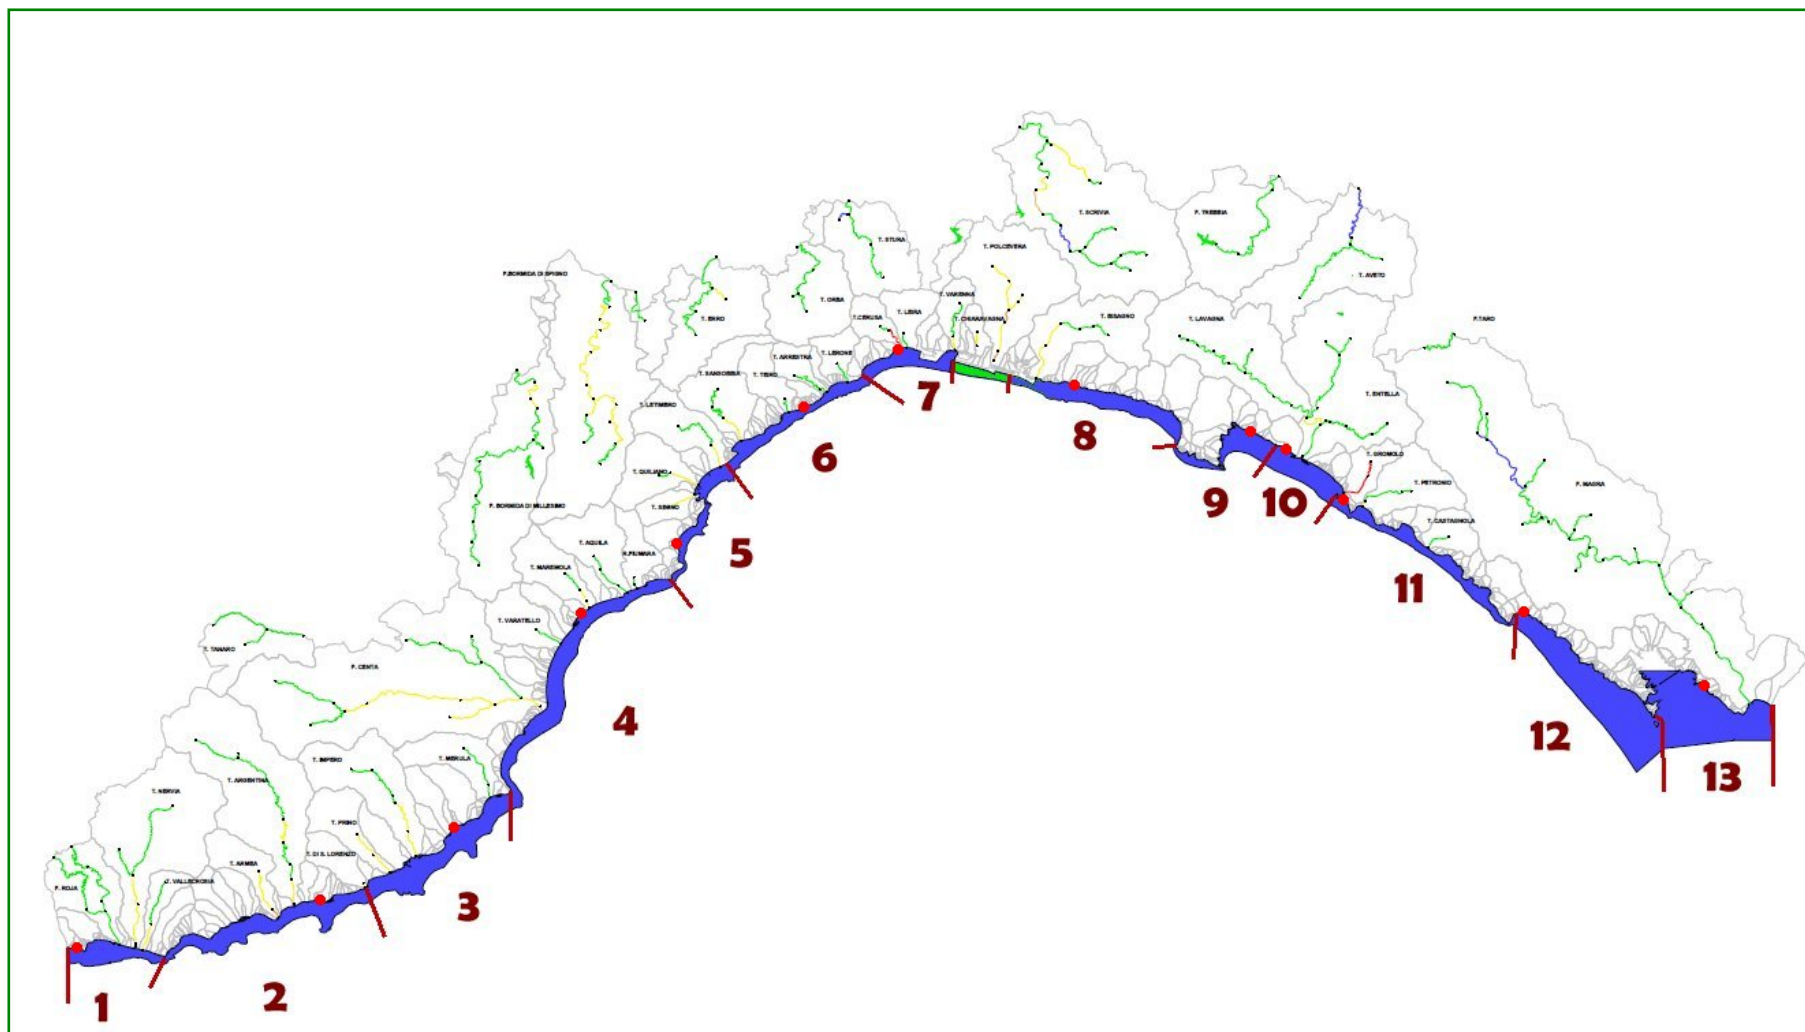 T. SCRIVIA
F. TREBBIA
T. STURA
T. POLCEVERA
F.BORMIDA DI SPIGNO
T. AVETO
T. VARENNA
T. ORBA
T. LEIRA
T. ERRO
T.CERUSA
T. CHIARAVAGNA
T. BISAGNO
T. LAVAGNA
F.TARO
T. ARRESTRA
T. LERONE
T. SANSOBBIA
T. TEIRO
7
T. LETIMBRO
T. ENTELLA
8
6
T. GROMOLO
T. QUILIANO
T. PETRONIO
F. MAGRA
9
10
F. BORMIDA DI MILLESIMO
T. SEGNO
T. CASTAGNOLA
T. AQUILA
R.FIUMARA
5
T. MAREMOLA
11
T. VARATELLO
T. TANARO
F. CENTA
4
12
T. IMPERO
T. MERULA
T. ARGENTINA
13
T. NERVIA
T. PRINO
T. DI S. LORENZO
T. ARMEA
F. ROJA
T. VALLECROSIA
3
2
1